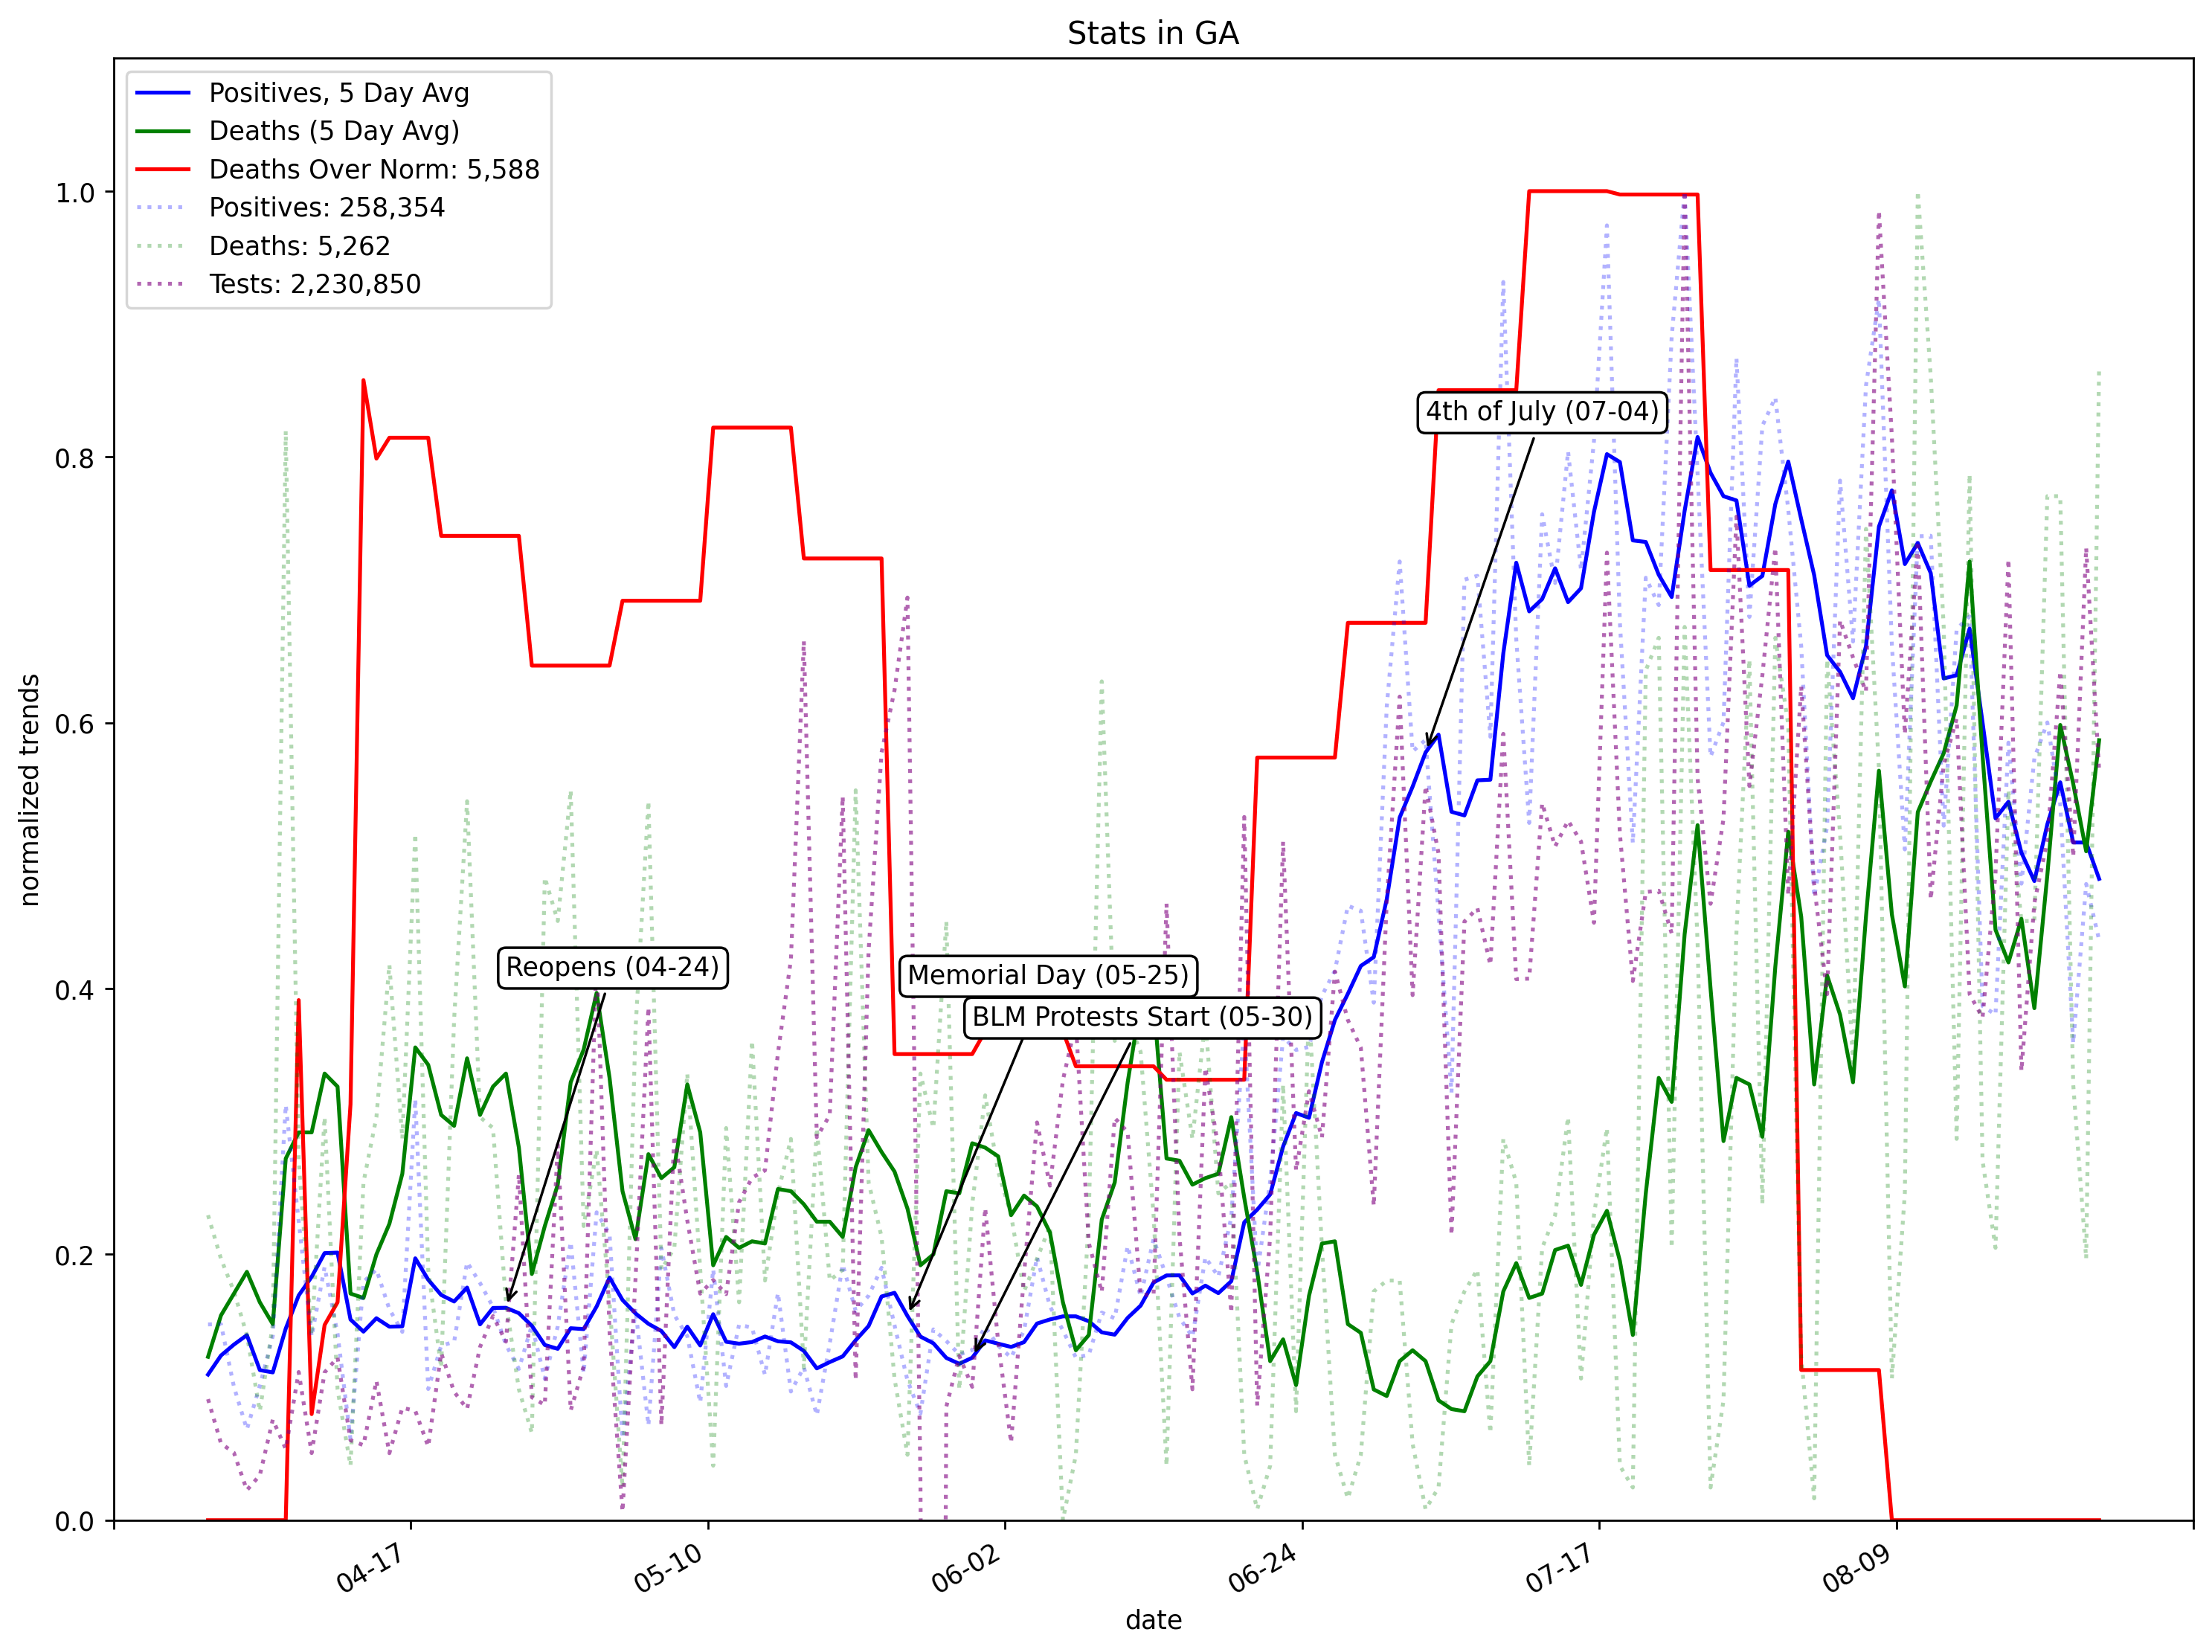 Stats in GA
Positives, 5 Day Avg
Deaths (5 Day Avg)
Deaths Over Norm: 5,588
Positives: 258,354
Deaths: 5,262
Tests: 2,230,850
1.0
0.8
0.6
0.4
0.2
0.0
normalized trends
4th of July (07-04)
Reopens (04-24)
Memorial Day (05-25)
BLM Protests Start (05-30)
04-17
05-10
06-02
06-24
07-17
08-09
date